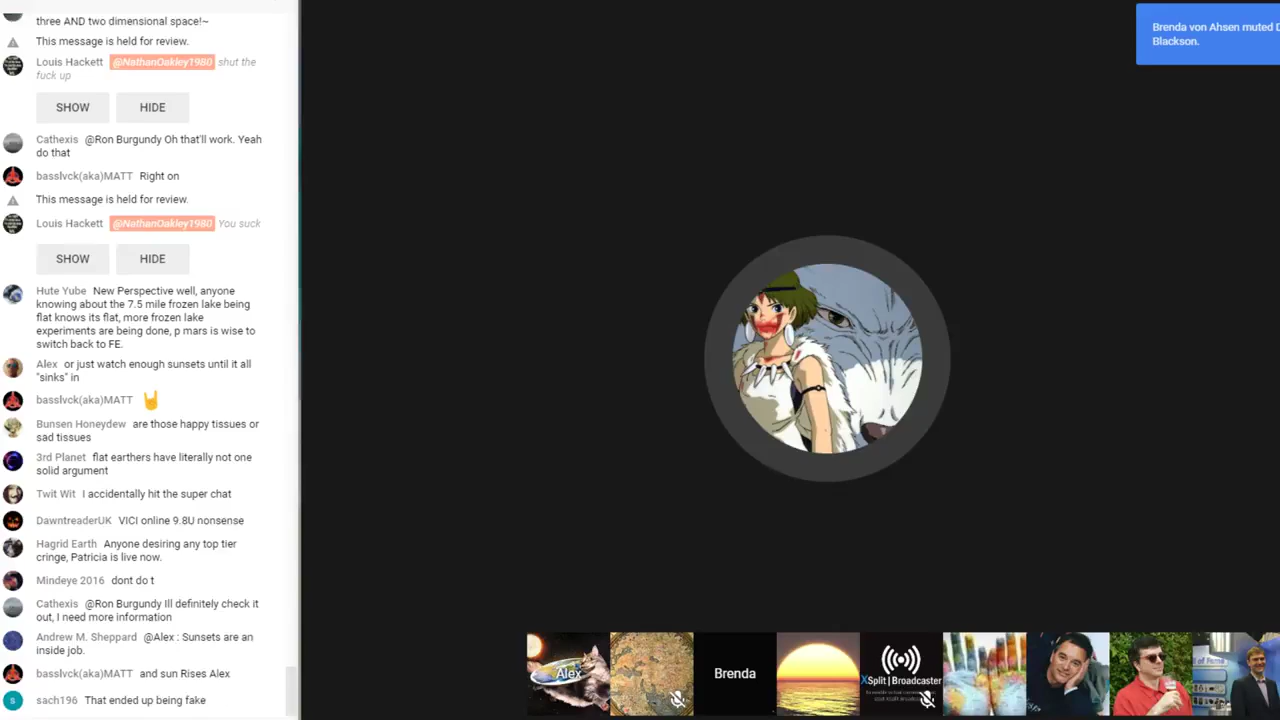 three AND two dimensional space!~
This message is held for review.
Louis Hackett @NathanOakley1980 shut the
fuck up
SHOW HIDE
Cathexis @Ron Burgundy Oh that'll work. Yeah
do that
basslvck(aka)MATT Right on
This message is held for review.
Louis Hackett @NathanOakley1980 You suck
SHOW HIDE
Hute Yube New Perspective well, anyone
knowing about the 7.5 mile frozen lake being
flat knows its flat, more frozen lake
experiments are being done, p mars is wise to
switch back to FE.
Alex or just watch enough sunsets until it all
"sinks" in
basslvck(aka)MATT 🤘
Bunsen Honeydew are those happy tissues or
sad tissues
3rd Planet flat earthers have literally not one
solid argument
Twit Wit I accidentally hit the super chat
DawntreaderUK VICI online 9.8U nonsense
Hagrid Earth Anyone desiring any top tier
cringe, Patricia is live now.
Mindeye 2016 dont do t
Cathexis @Ron Burgundy Ill definitely check it
out, I need more information
Andrew M. Sheppard @Alex : Sunsets are an
inside job.
basslvck(aka)MATT and sun Rises Alex
S
sach196 That ended up being fake
Brenda von Ahsen muted D
Blackson.
Alex
Brenda
XSplit|Broadcaster